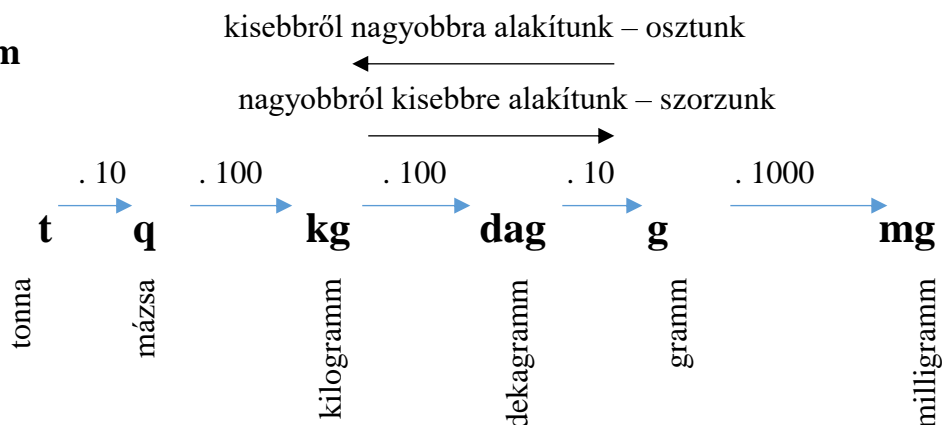 kisebbről nagyobbra alakítunk – osztunk
m
nagyobbról kisebbre alakítunk – szorzunk
. 10 . 100 . 100 . 10 . 1000
t q kg dag g mg
tonna mázsa kilogramm dekagramm gramm milligramm